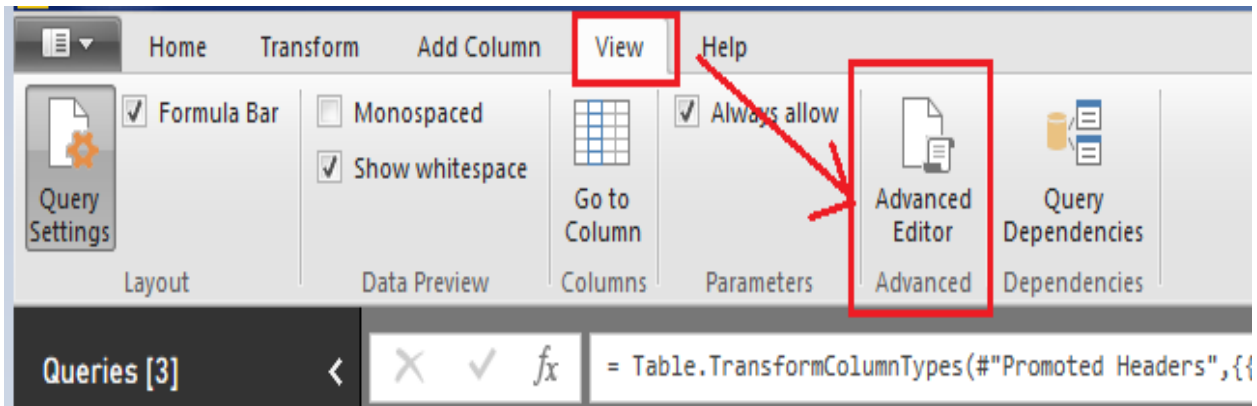 Home Transform Add Column View Help
Formula Bar
Monospaced
Show whitespace
Always allow
Query
Settings
Go to
Column
Advanced
Editor
Query
Dependencies
Layout
Data Preview
Columns
Parameters
Advanced
Dependencies
Queries [3]
<
fx
= Table.TransformColumnTypes(#"Promoted Headers",{{